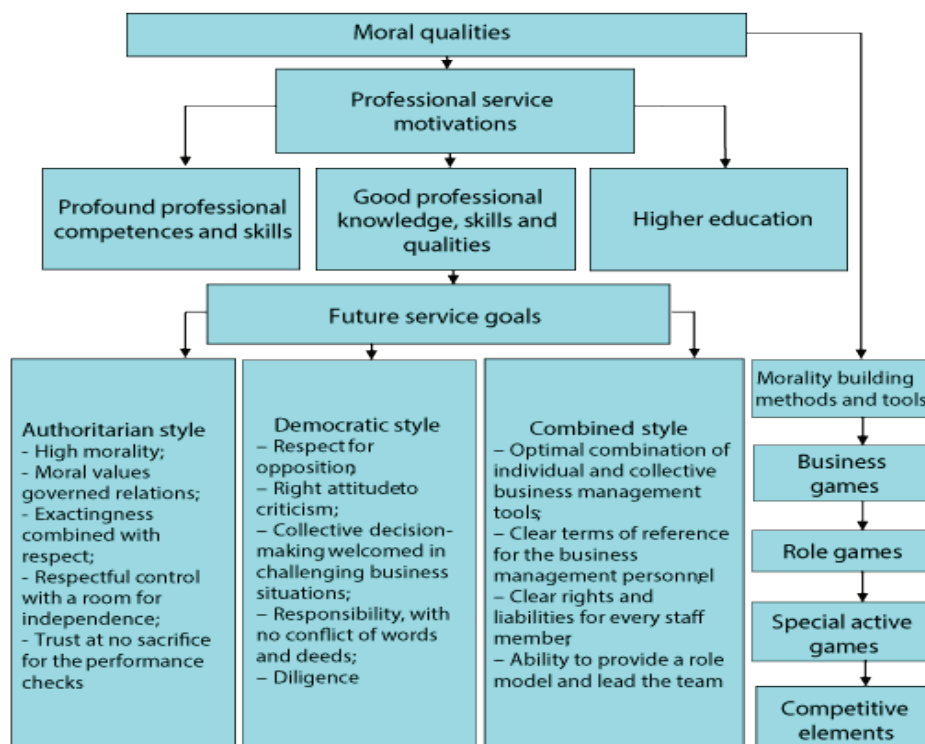 Moral qualities
Professional service
motivations
Profound professional
competences and skills
Good professional
knowledge, skills and
qualities
Higher education
Future service goals
Authoritarian style
- High morality;
- Moral values
governed relations;
- Exactingness
combined with
respect;
- Respectful control
with a room for
independence;
- Trust at no sacrifice
for the performance
checks
Democratic style
– Respect for
opposition;
– Right attitude to
criticism;
– Collective decision-
making welcomed in
challenging business
situations;
– Responsibility, with
no conflict of words
and deeds;
– Diligence
Combined style
– Optimal combination of
individual and collective
business management
tools;
– Clear terms of reference
for the business
management personnel;
– Clear rights and
liabilities for every staff
member;
– Ability to provide a role
model and lead the team
Morality building
methods and tools
Business
games
Role games
Special active
games
Competitive
elements